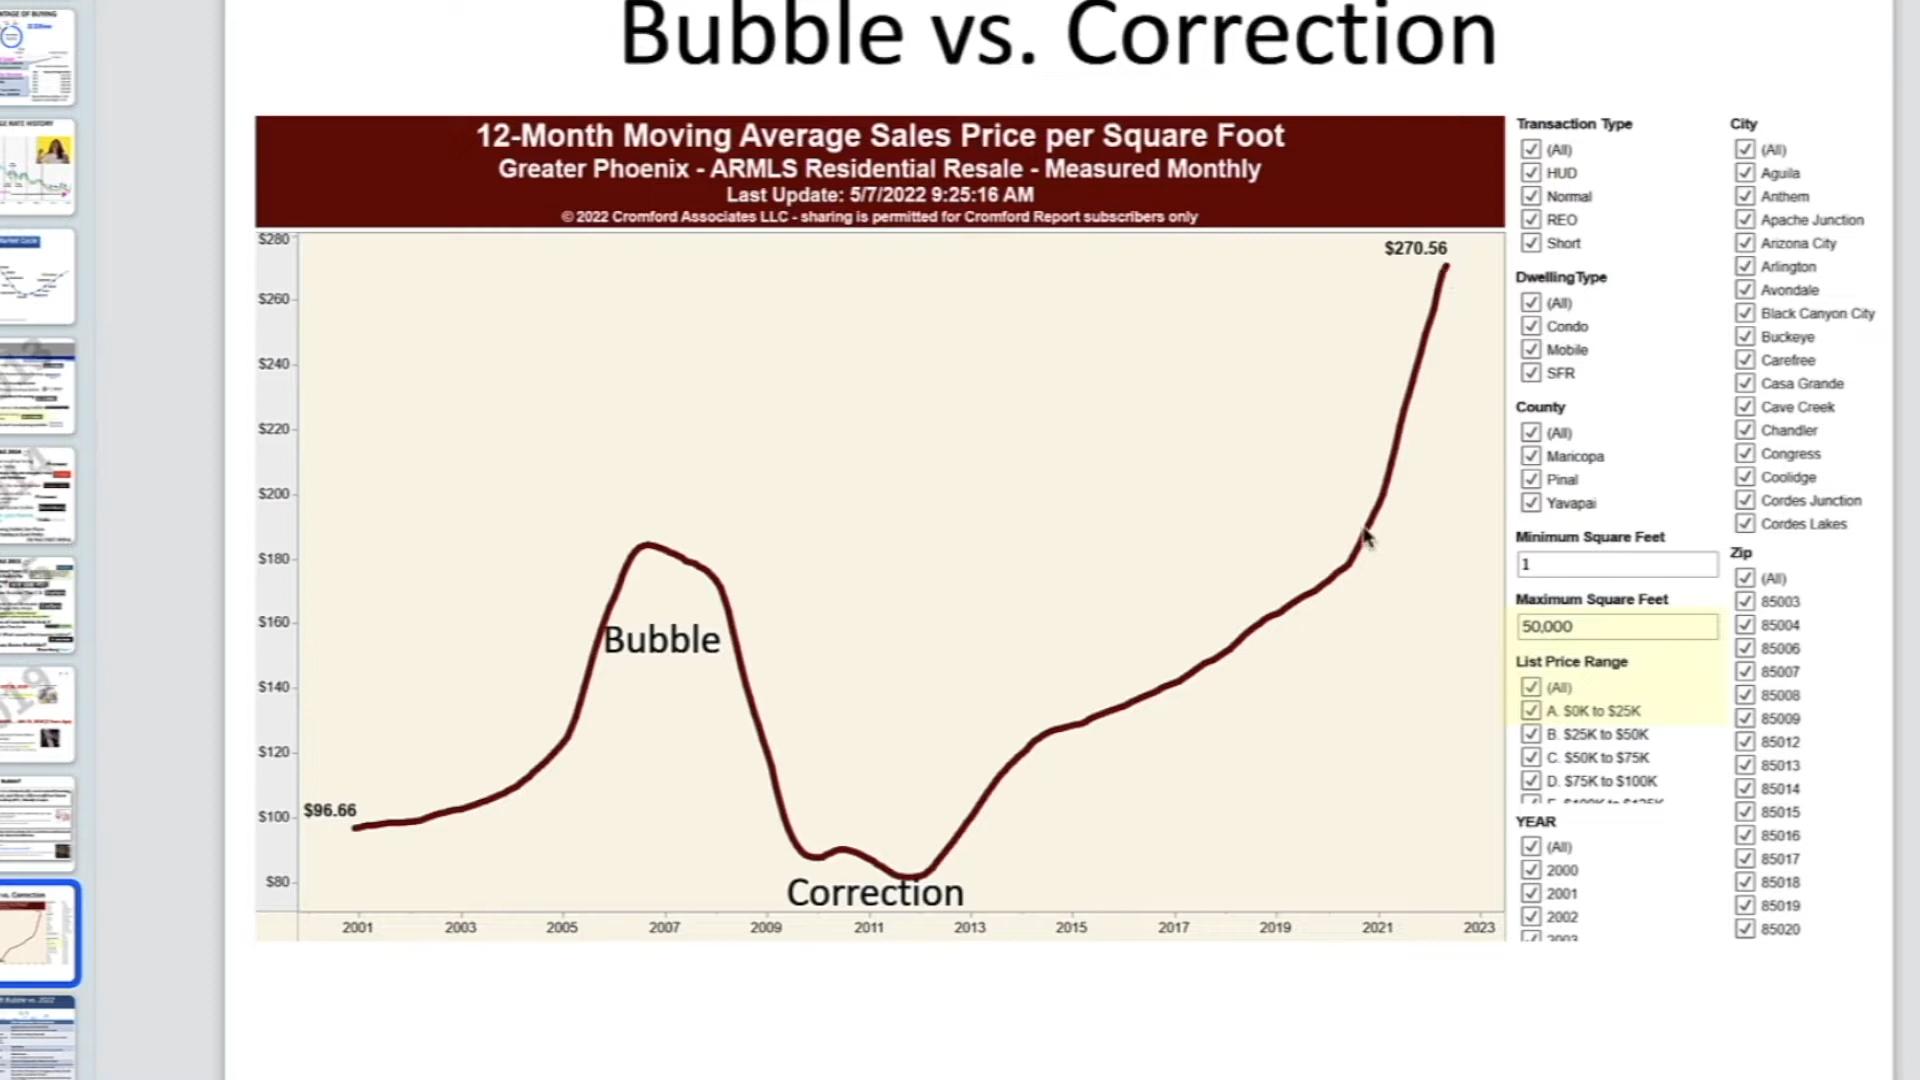 Bubble vs. Correction
12-Month Moving Average Sales Price per Square Foot
Greater Phoenix - ARMLS Residential Resale - Measured Monthly
Last Update: 5/7/2022 9:25:16 AM
© 2022 Cromford Associates LLC - sharing is permitted for Cromford Report subscribers only
$280
$260
$240
$220
$200
$180
$160
$140
$120
$100
$80
$270.56
$96.66
Bubble
Correction
2001 2003 2005 2007 2009 2011 2013 2015 2017 2019 2021 2023
Transaction Type
(All)
HUD
Normal
REO
Short
DwellingType
(All)
Condo
Mobile
SFR
County
(All)
Maricopa
Pinal
Yavapai
Minimum Square Feet
1
Maximum Square Feet
50,000
List Price Range
(All)
A. $0K to $25K
B. $25K to $50K
C. $50K to $75K
D. $75K to $100K
YEAR
(All)
2000
2001
2002
2003
City
(All)
Aguila
Anthem
Apache Junction
Arizona City
Arlington
Avondale
Black Canyon City
Buckeye
Carefree
Casa Grande
Cave Creek
Chandler
Congress
Coolidge
Cordes Junction
Cordes Lakes
Zip
(All)
85003
85004
85006
85007
85008
85009
85012
85013
85014
85015
85016
85017
85018
85019
85020